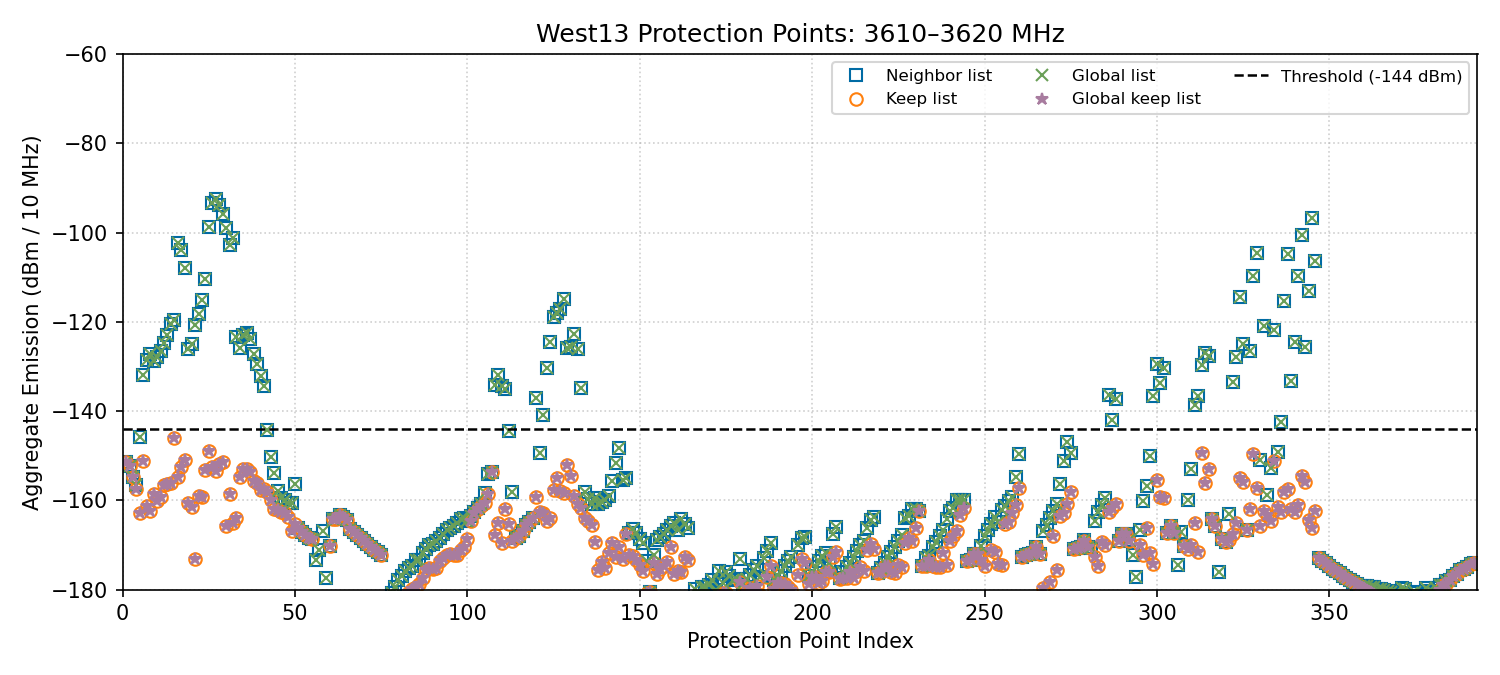 West13 Protection Points: 3610–3620 MHz
Neighbor list
Keep list
Global list
Global keep list
Threshold (-144 dBm)
Aggregate Emission (dBm / 10 MHz)
−60
−80
−100
−120
−140
−160
−180
0 50 100 150 200 250 300 350
Protection Point Index